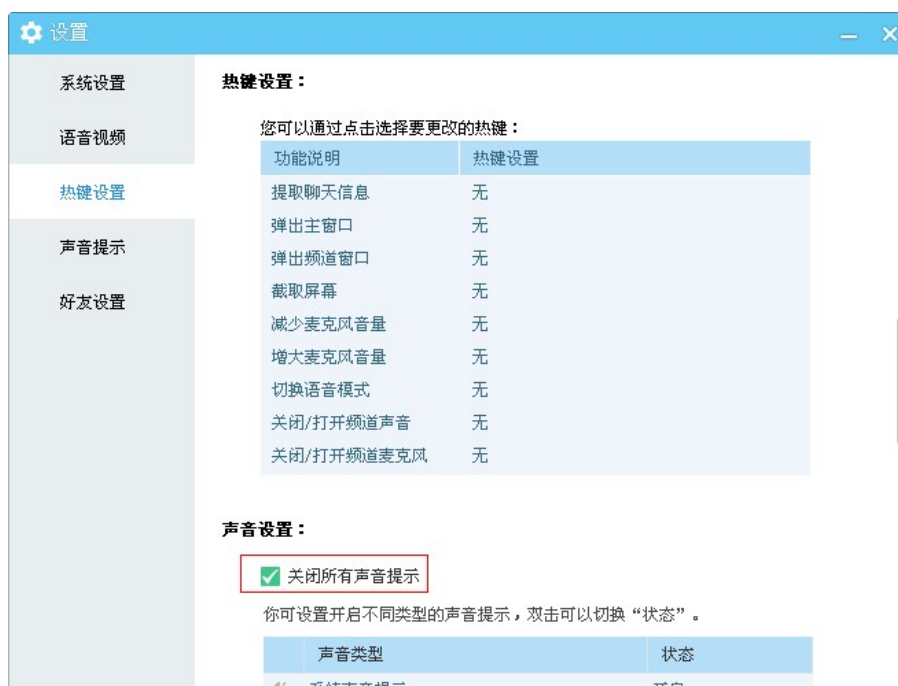 设置
系统设置
语音视频
热键设置
声音提示
好友设置
热键设置：
您可以通过点击选择要更改的热键：
功能说明 热键设置
提取聊天信息 无
弹出主窗口 无
弹出频道窗口 无
截取屏幕 无
减少麦克风音量 无
增大麦克风音量 无
切换语音模式 无
关闭/打开频道声音 无
关闭/打开频道麦克风 无
声音设置：
关闭所有声音提示
你可设置开启不同类型的声音提示，双击可以切换“状态”。
声音类型 状态
系统声音提示 开启